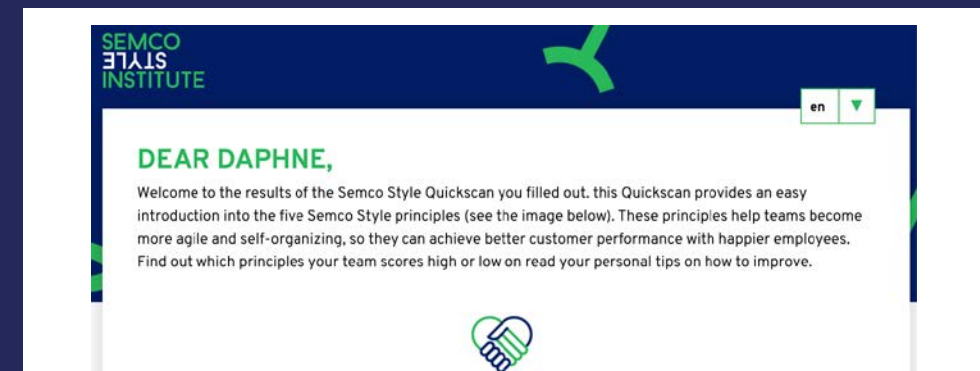 SEMCO
STYLE
INSTITUTE
en
DEAR DAPHNE,
Welcome to the results of the Semco Style Quickscan you filled out. this Quickscan provides an easy
introduction into the five Semco Style principles (see the image below). These principles help teams become
more agile and self-organizing, so they can achieve better customer performance with happier employees.
Find out which principles your team scores high or low on read your personal tips on how to improve.